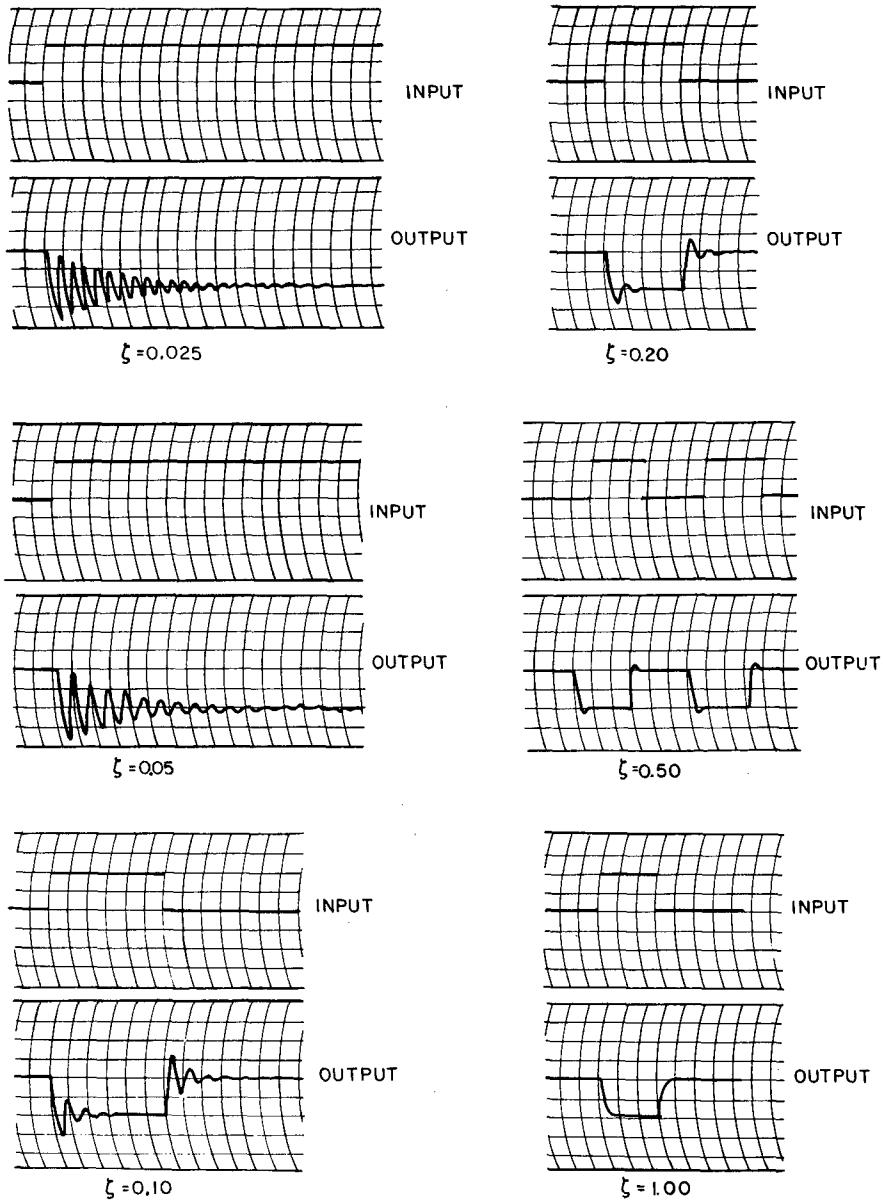 INPUT
OUTPUT
ζ=0.025
INPUT
OUTPUT
ζ=0.20
INPUT
OUTPUT
ζ=0.05
INPUT
OUTPUT
ζ=0.50
INPUT
OUTPUT
ζ=0.10
INPUT
OUTPUT
ζ=1.00